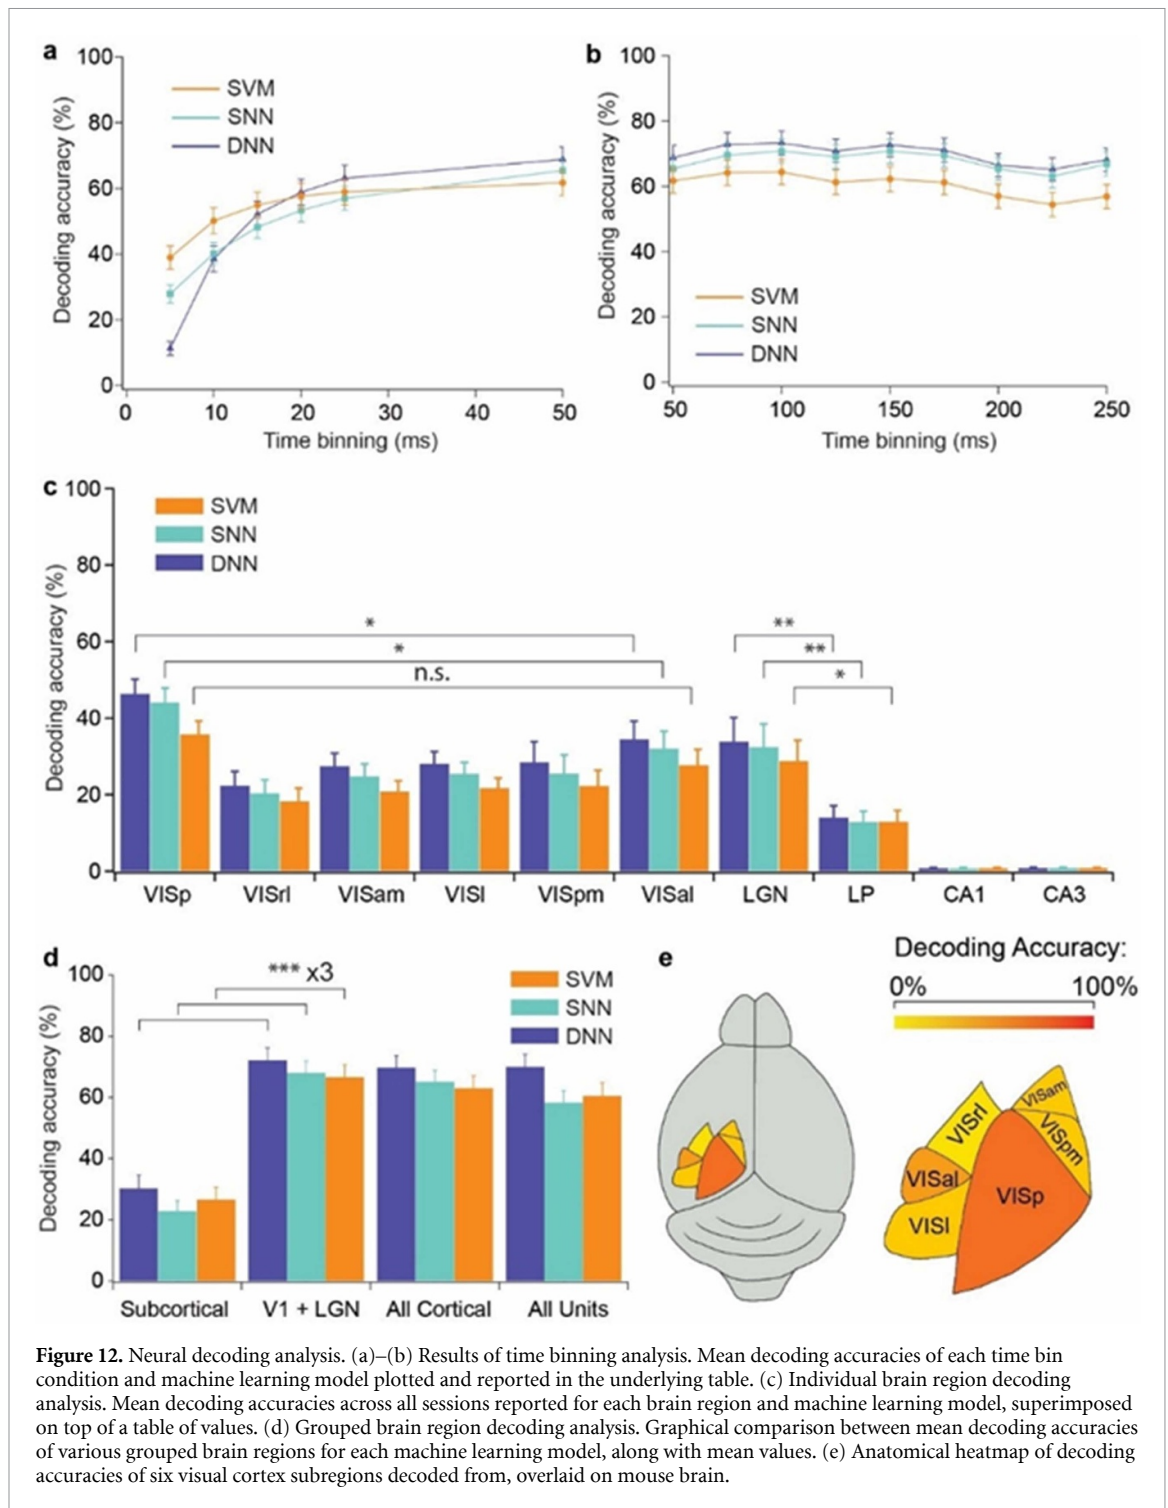 a
100
80
60
40
20
0
Decoding accuracy (%)
SVM
SNN
DNN
0 10 20 30 40 50
Time binning (ms)
b
100
80
60
40
20
0
Decoding accuracy (%)
SVM
SNN
DNN
50 100 150 200 250
Time binning (ms)
c
100
80
60
40
20
0
Decoding accuracy (%)
SVM
SNN
DNN
*
*
n.s.
**
**
*
VISp VISrl VISam VISl VISpm VISal LGN LP CA1 CA3
d
100
80
60
40
20
0
Decoding accuracy (%)
*** x3
SVM
SNN
DNN
Subcortical V1 + LGN All Cortical All Units
e
Decoding Accuracy:
0% 100%
VISam
VISrl
VISpm
VISal
VISp
VISl
Figure 12. Neural decoding analysis. (a)–(b) Results of time binning analysis. Mean decoding accuracies of each time bin
condition and machine learning model plotted and reported in the underlying table. (c) Individual brain region decoding
analysis. Mean decoding accuracies across all sessions reported for each brain region and machine learning model, superimposed
on top of a table of values. (d) Grouped brain region decoding analysis. Graphical comparison between mean decoding accuracies
of various grouped brain regions for each machine learning model, along with mean values. (e) Anatomical heatmap of decoding
accuracies of six visual cortex subregions decoded from, overlaid on mouse brain.